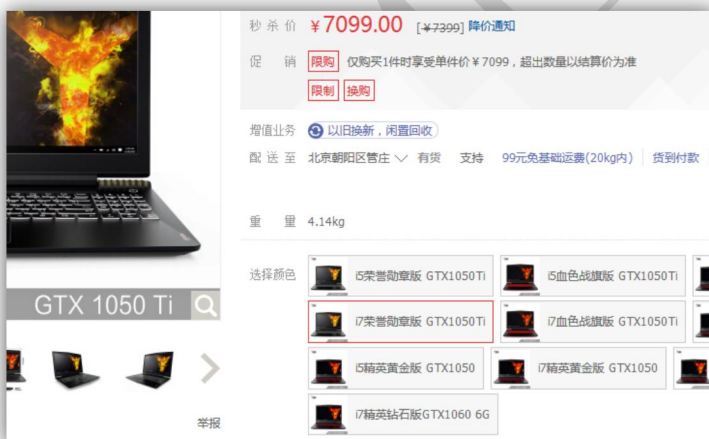 秒杀价 ￥7099.00 [￥7399] 降价通知
促销 限购 仅购买1件时享受单件价￥7099，超出数量以结算价为准
限制 换购
增值业务 以旧换新，闲置回收
配送至 北京朝阳区管庄 有货 支持 99元免基础运费(20kg内) 货到付款
重量 4.14kg
选择颜色 i5荣誉勋章版 GTX1050Ti i5血色战旗版 GTX1050Ti
GTX 1050 Ti
i7荣誉勋章版 GTX1050Ti i7血色战旗版 GTX1050Ti
i5精英黄金版 GTX1050 i7精英黄金版 GTX1050
i7精英钻石版GTX1060 6G
举报